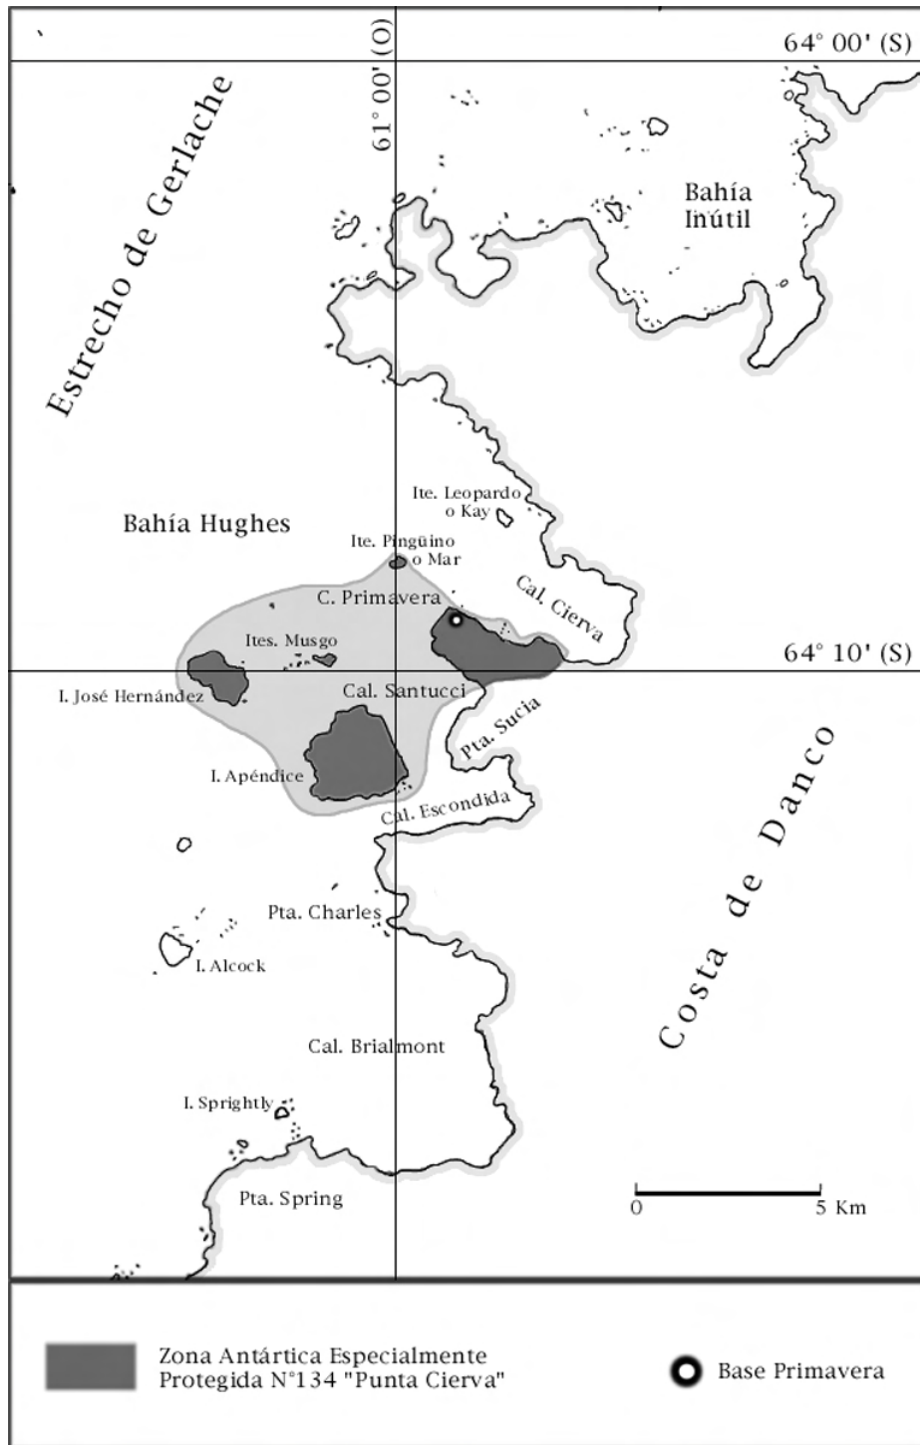 64° 00' (S)
61° 00' (O)
Estrecho de Gerlache
Bahía
Inútil
Ite. Leopardo
o Kay
Bahía Hughes
Ite. Pingüino
o Mar
Cal. Cierva
C. Primavera
Ites. Musgo
64° 10' (S)
I. José Hernández
Cal. Santucci
Pta. Sucia
I. Apéndice
Cal. Escondida
Costa de Danco
Pta. Charles
I. Alcock
Cal. Brialmont
I. Sprightly
Pta. Spring
0 5 Km
Zona Antártica Especialmente
Protegida N°134 "Punta Cierva"
Base Primavera